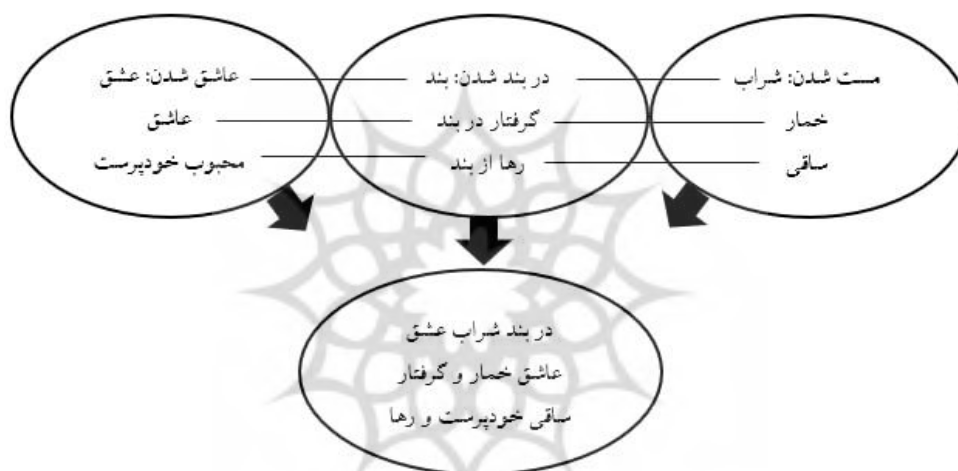 مست شدن: شراب
خمار
ساقی
در بند شدن: بند
گرفتار در بند
رها از بند
عاشق شدن: عشق
عاشق
محبوب خودپرست
در بند شراب عشق
عاشق خمار و گرفتار
ساقی خودپرست و رها